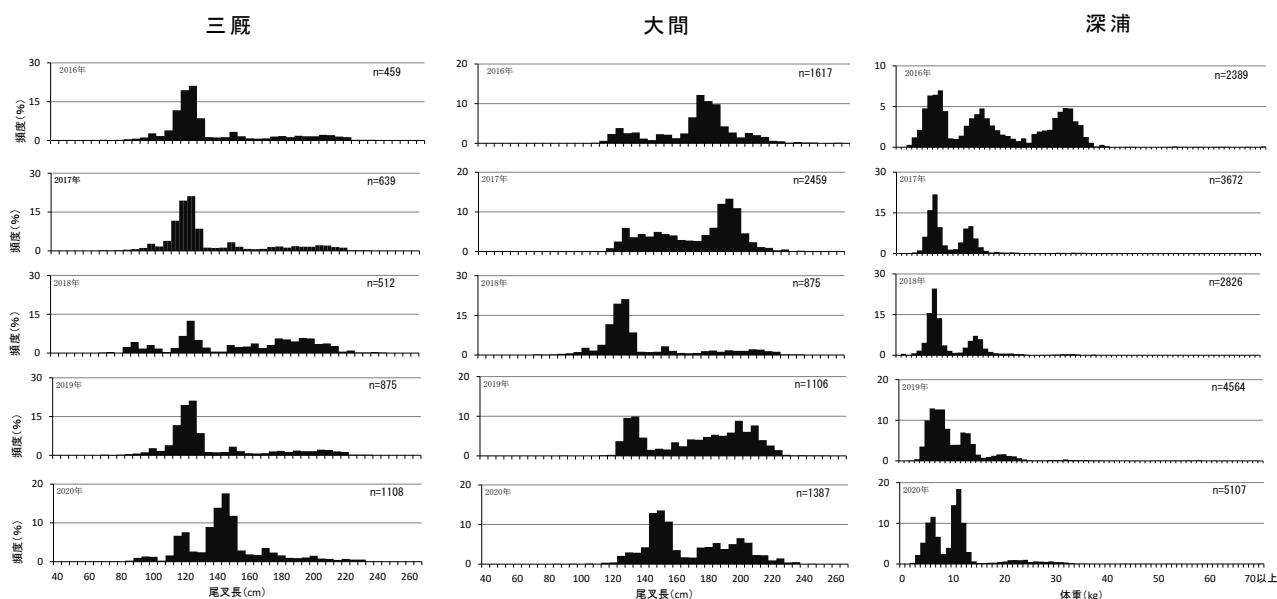 三厩
大間
深浦
30
15
0
頻度(%)
2016年
n=459
20
10
0
2016年
n=1617
10
5
0
2016年
n=2389
30
15
0
頻度(%)
2017年
n=639
20
10
0
2017年
n=2459
30
15
0
2017年
n=3672
30
15
0
頻度(%)
2018年
n=512
30
15
0
2018年
n=875
30
15
0
2018年
n=2826
30
15
0
頻度(%)
2019年
n=875
20
10
0
2019年
n=1106
20
10
0
2019年
n=4564
20
10
0
頻度(%)
2020年
n=1108
20
10
0
2020年
n=1387
20
10
0
2020年
n=5107
40 60 80 100 120 140 160 180 200 220 240 260
尾叉長(cm)
40 60 80 100 120 140 160 180 200 220 240 260
尾叉長(cm)
0 10 20 30 40 50 60 70以上
体重(kg)